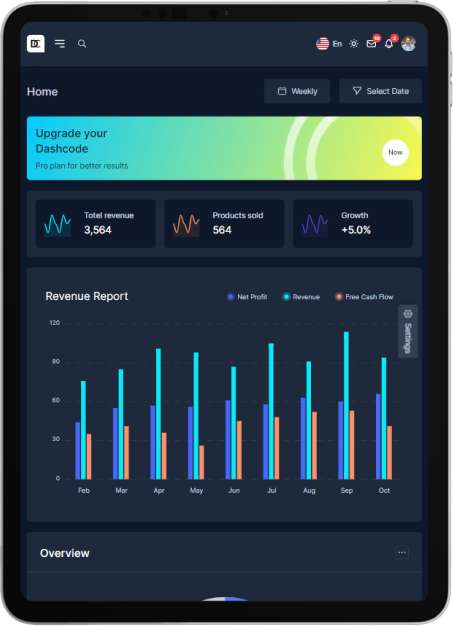 DC
En
Home
Weekly
Select Date
Upgrade your
Dashcode
Pro plan for better results
Now
Totel revenue
3,564
Products sold
564
Growth
+5.0%
Revenue Report
Net Profit
Revenue
Free Cash Flow
Settings
120
90
60
30
0
Feb Mar Apr May Jun Jul Aug Sep Oct
Overview